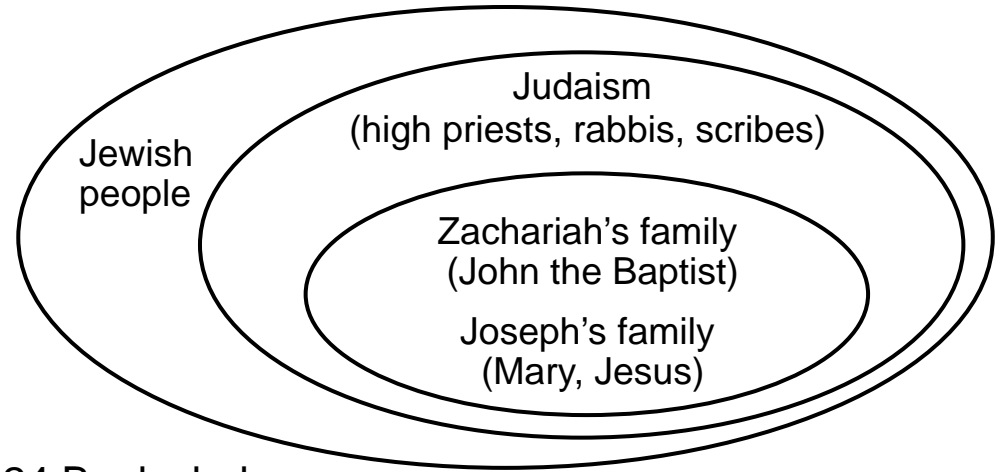 Judaism
(high priests, rabbis, scribes)
Jewish
people
Zachariah’s family
(John the Baptist)
Joseph’s family
(Mary, Jesus)